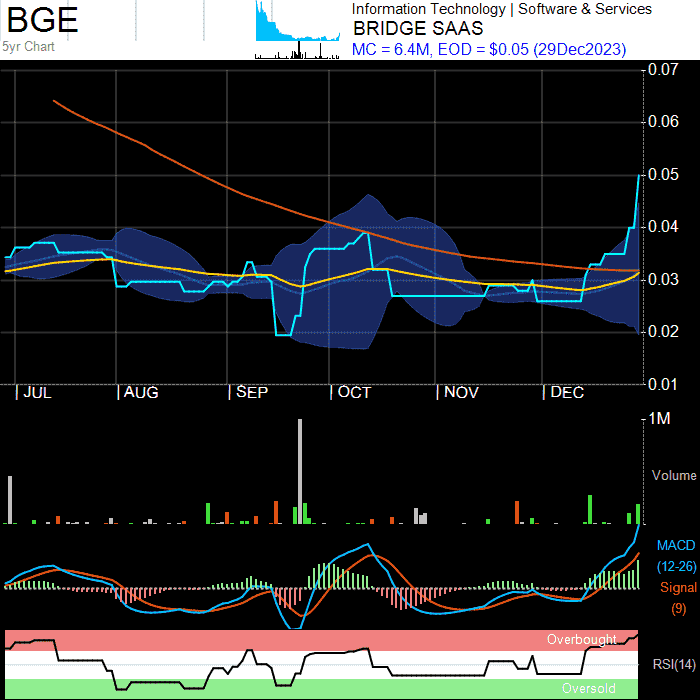 BGE
5yr Chart
Information Technology | Software & Services
BRIDGE SAAS
MC = 6.4M, EOD = $0.05 (29Dec2023)
0.07
0.06
0.05
0.04
0.03
0.02
0.01
JUL AUG SEP OCT NOV DEC
1M
Volume
MACD
(12-26)
Signal
(9)
Overbought
RSI(14)
Oversold